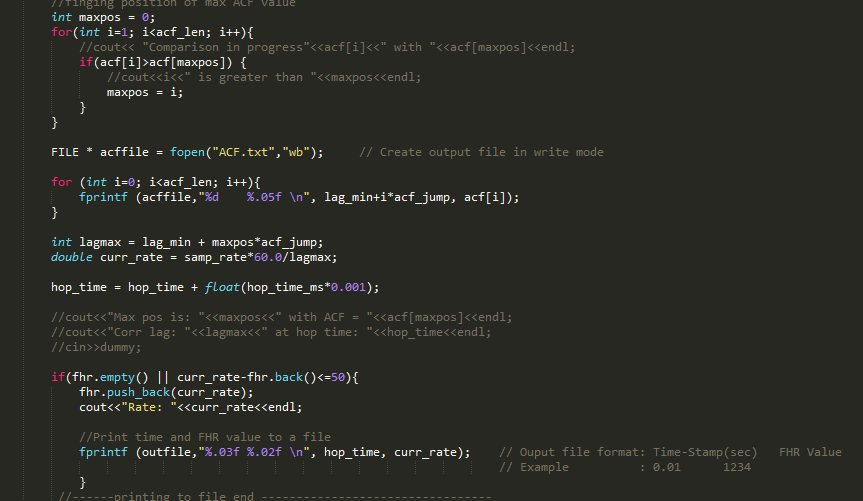 //finging position of max ACF value
int maxpos = 0;
for(int i=1; i<acf_len; i++){
//cout<< "Comparison in progress"<<acf[i]<<" with "<<acf[maxpos]<<endl;
if(acf[i]>acf[maxpos]) {
//cout<<i<<" is greater than "<<maxpos<<endl;
maxpos = i;
}
}
FILE * acffile = fopen("ACF.txt","wb"); // Create output file in write mode
for (int i=0; i<acf_len; i++){
fprintf (acffile,"%d    %.05f \n", lag_min+i*acf_jump, acf[i]);
}
int lagmax = lag_min + maxpos*acf_jump;
double curr_rate = samp_rate*60.0/lagmax;
hop_time = hop_time + float(hop_time_ms*0.001);
//cout<<"Max pos is: "<<maxpos<<" with ACF = "<<acf[maxpos]<<endl;
//cout<<"Corr lag: "<<lagmax<<" at hop time: "<<hop_time<<endl;
//cin>>dummy;
if(fhr.empty() || curr_rate-fhr.back()<=50){
fhr.push_back(curr_rate);
cout<<"Rate: "<<curr_rate<<endl;
//Print time and FHR value to a file
fprintf (outfile,"%.03f %.02f \n", hop_time, curr_rate); // Ouput file format: Time-Stamp(sec) FHR Value
// Example : 0.01 1234
}
//------printing to file end ---------------------------------